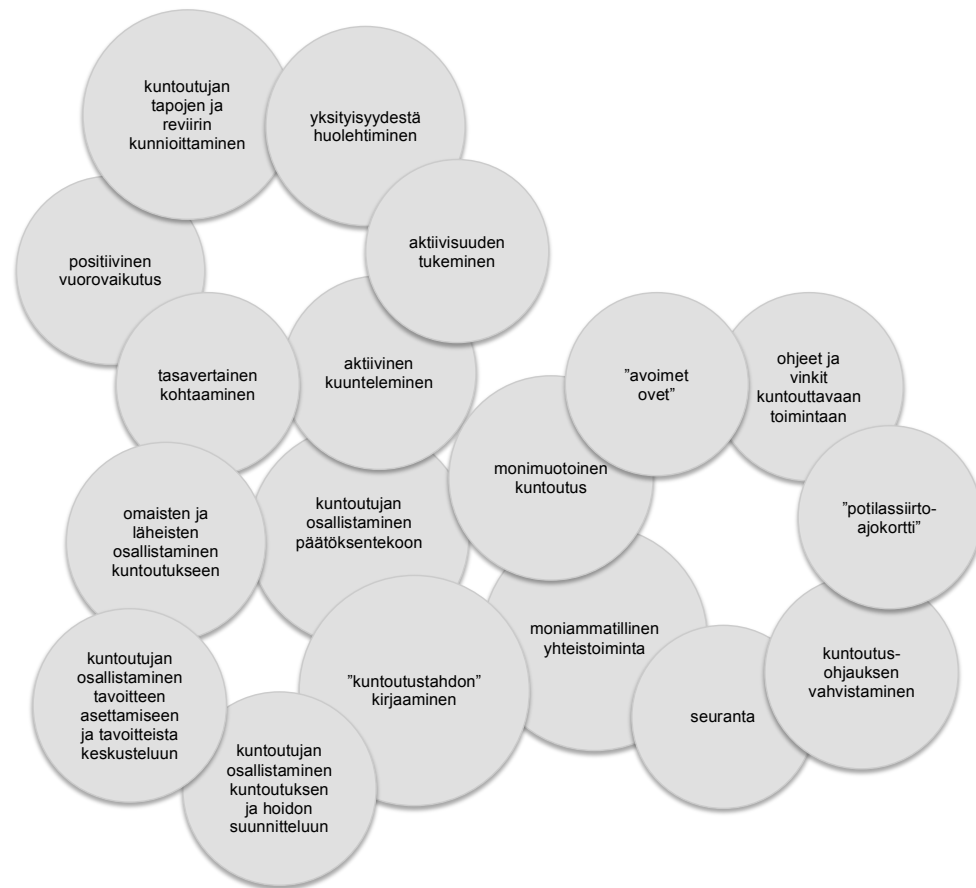 kuntoutujan
tapojen ja
reviirin
kunnioittaminen
yksityisyydestä
huolehtiminen
aktiivisuuden
tukeminen
positiivinen
vuorovaikutus
tasavertainen
kohtaaminen
aktiivinen
kuunteleminen
"avoimet
ovet"
ohjeet ja
vinkit
kuntouttavaan
toimintaan
monimuotoinen
kuntoutus
"potilassiirto-
ajokortti"
omaisten ja
läheisten
osallistaminen
kuntoutukseen
kuntoutujan
osallistaminen
päätöksentekoon
moniammatillinen
yhteistoiminta
kuntoutus-
ohjauksen
vahvistaminen
kuntoutujan
osallistaminen
tavoitteen
asettamiseen
ja tavoitteista
keskusteluun
"kuntoutustahdon"
kirjaaminen
seuranta
kuntoutujan
osallistaminen
kuntoutuksen
ja hoidon
suunnitteluun